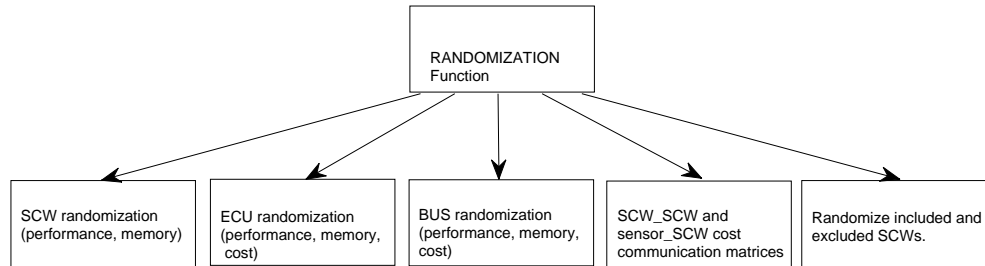 RANDOMIZATION
Function
SCW randomization
(performance, memory)
ECU randomization
(performance, memory,
cost)
BUS randomization
(performance, memory,
cost)
SCW_SCW and
sensor_SCW cost
communication matrices
Randomize included and
excluded SCWs.